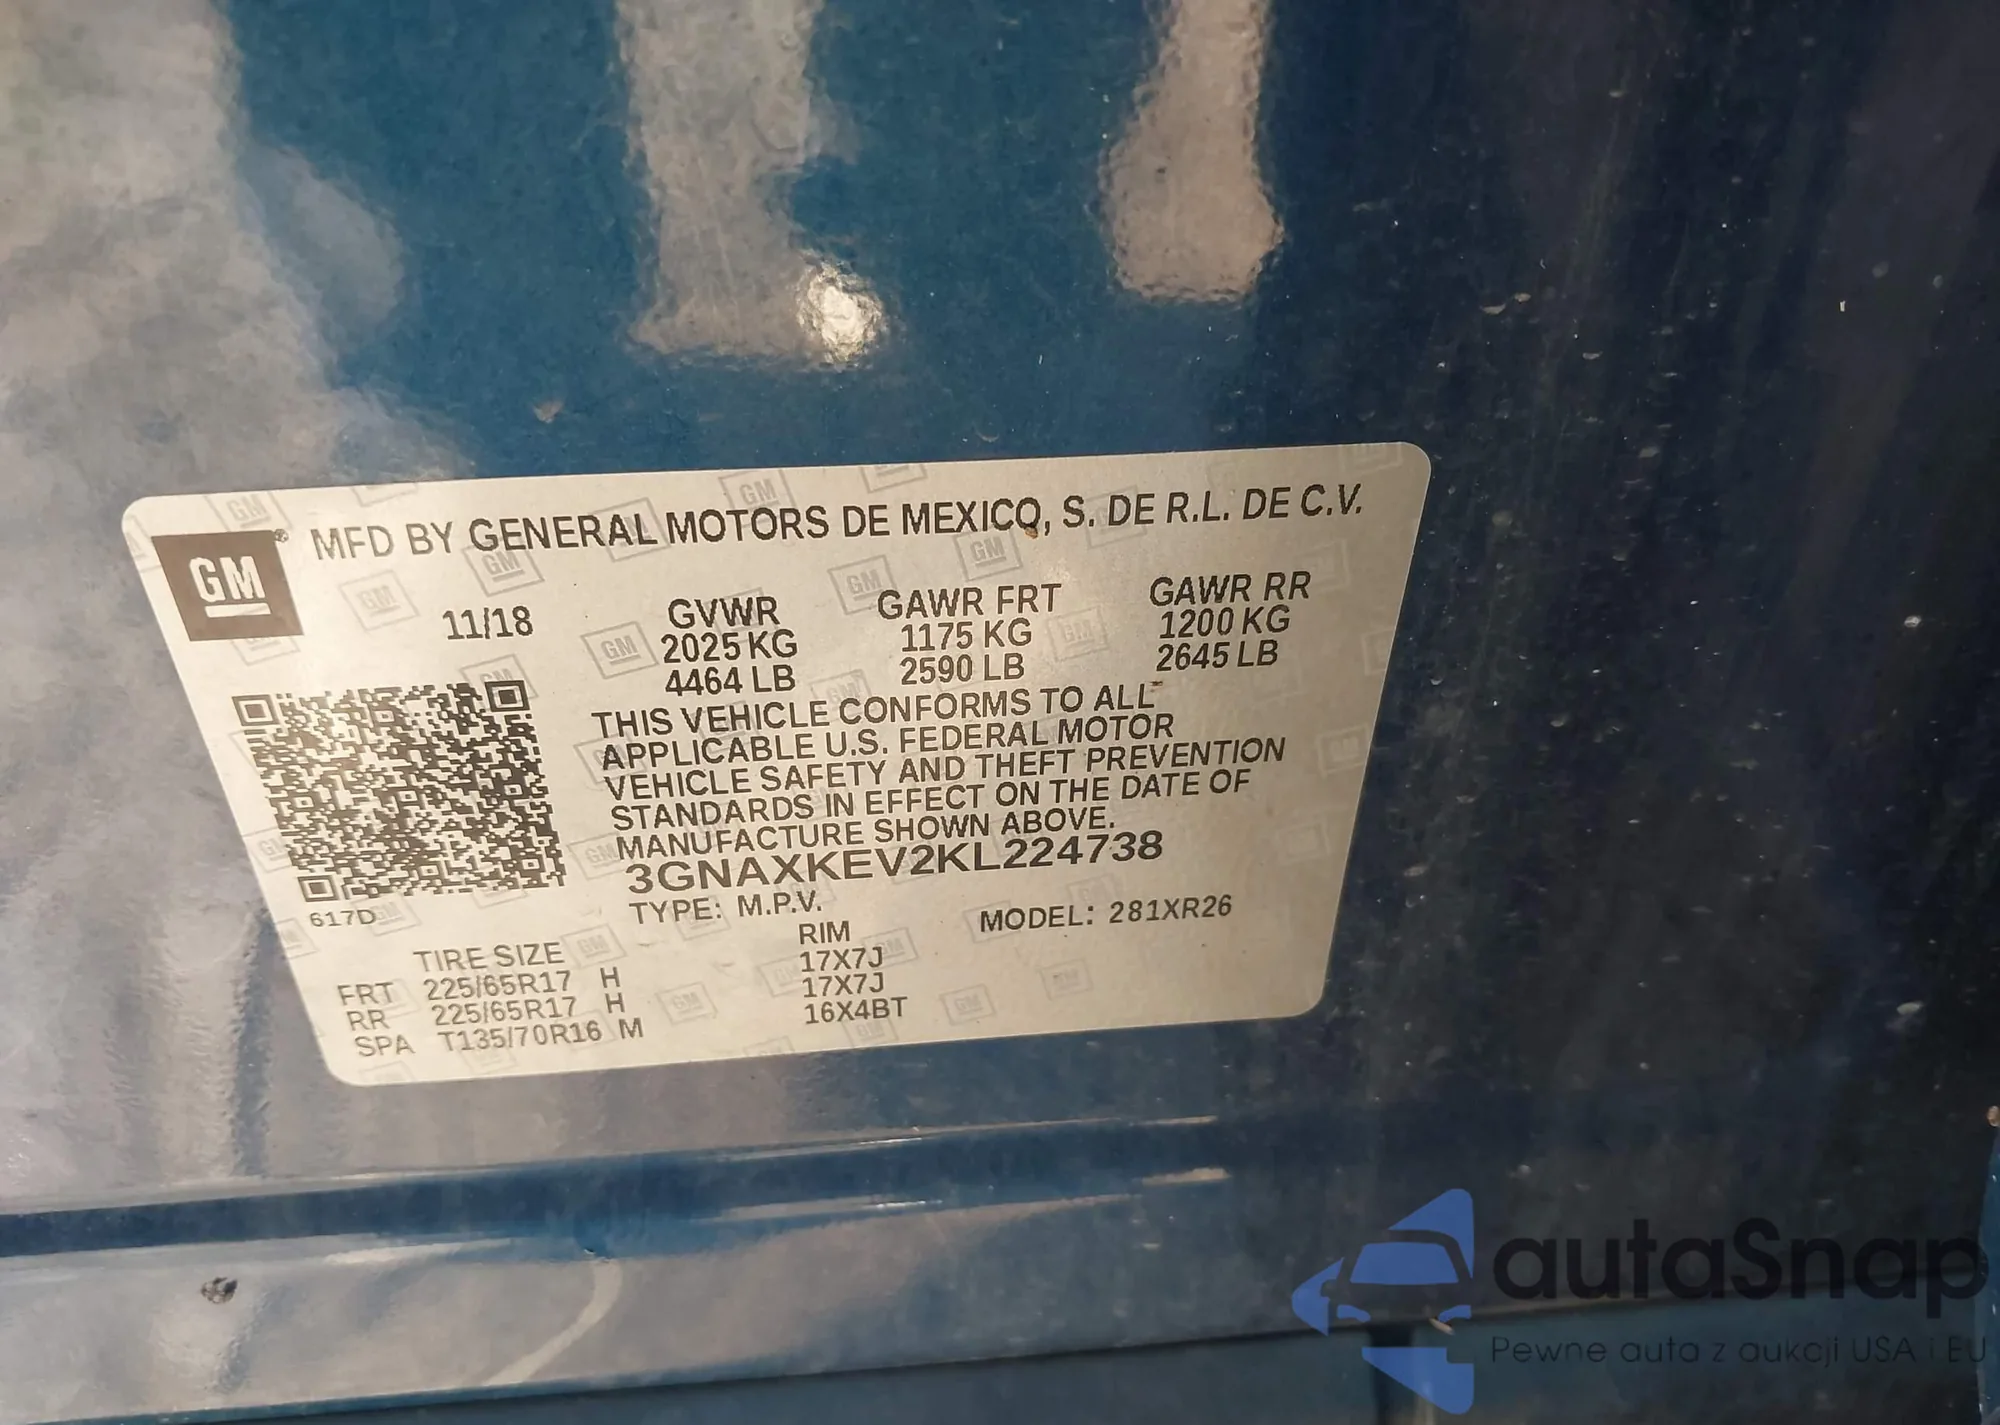 GM
MFD BY GENERAL MOTORS DE MEXICO, S. DE R.L. DE C.V.
11/18
GVWR
2025 KG
4464 LB
GAWR FRT
1175 KG
2590 LB
GAWR RR
1200 KG
2645 LB
THIS VEHICLE CONFORMS TO ALL
APPLICABLE U.S. FEDERAL MOTOR
VEHICLE SAFETY AND THEFT PREVENTION
STANDARDS IN EFFECT ON THE DATE OF
MANUFACTURE SHOWN ABOVE.
3GNAXKEV2KL224738
617D
TYPE: M.P.V. MODEL: 281XR26
TIRE SIZE RIM
FRT 225/65R17 H 17X7J
RR 225/65R17 H 17X7J
SPA T135/70R16 M 16X4BT
autaSnap
Pewne auta z aukcji USA i EU